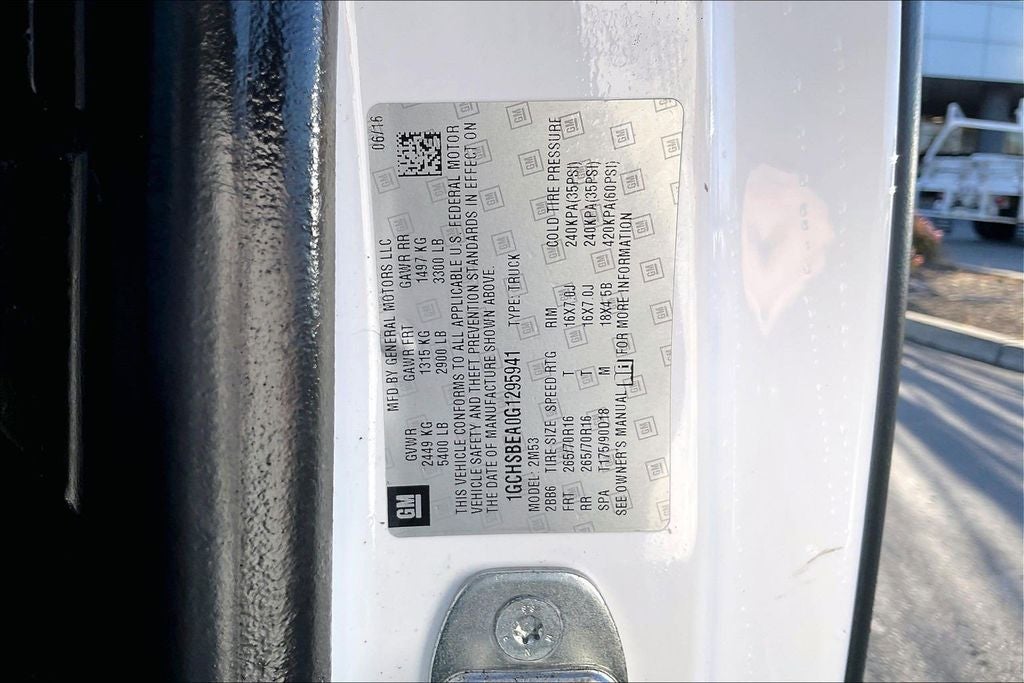 GM
MFD BY GENERAL MOTORS LLC 06/16
GVWR GAWR FRT GAWR RR
2449 KG 1315 KG 1497 KG
5400 LB 2900 LB 3300 LB
THIS VEHICLE CONFORMS TO ALL APPLICABLE U.S. FEDERAL MOTOR
VEHICLE SAFETY AND THEFT PREVENTION STANDARDS IN EFFECT ON
THE DATE OF MANUFACTURE SHOWN ABOVE.
1GCHSBEA0G1295941 TYPE: TRUCK
MODEL: 2M53
2BB6 TIRE SIZE SPEED RTG RIM COLD TIRE PRESSURE
FRT 265/70R16 T 16X7.0J 240KPA(35PSI)
RR 265/70R16 T 16X7.0J 240KPA(35PSI)
SPA T175/90D18 M 18X4.5B 420KPA(60PSI)
SEE OWNER'S MANUAL FOR MORE INFORMATION